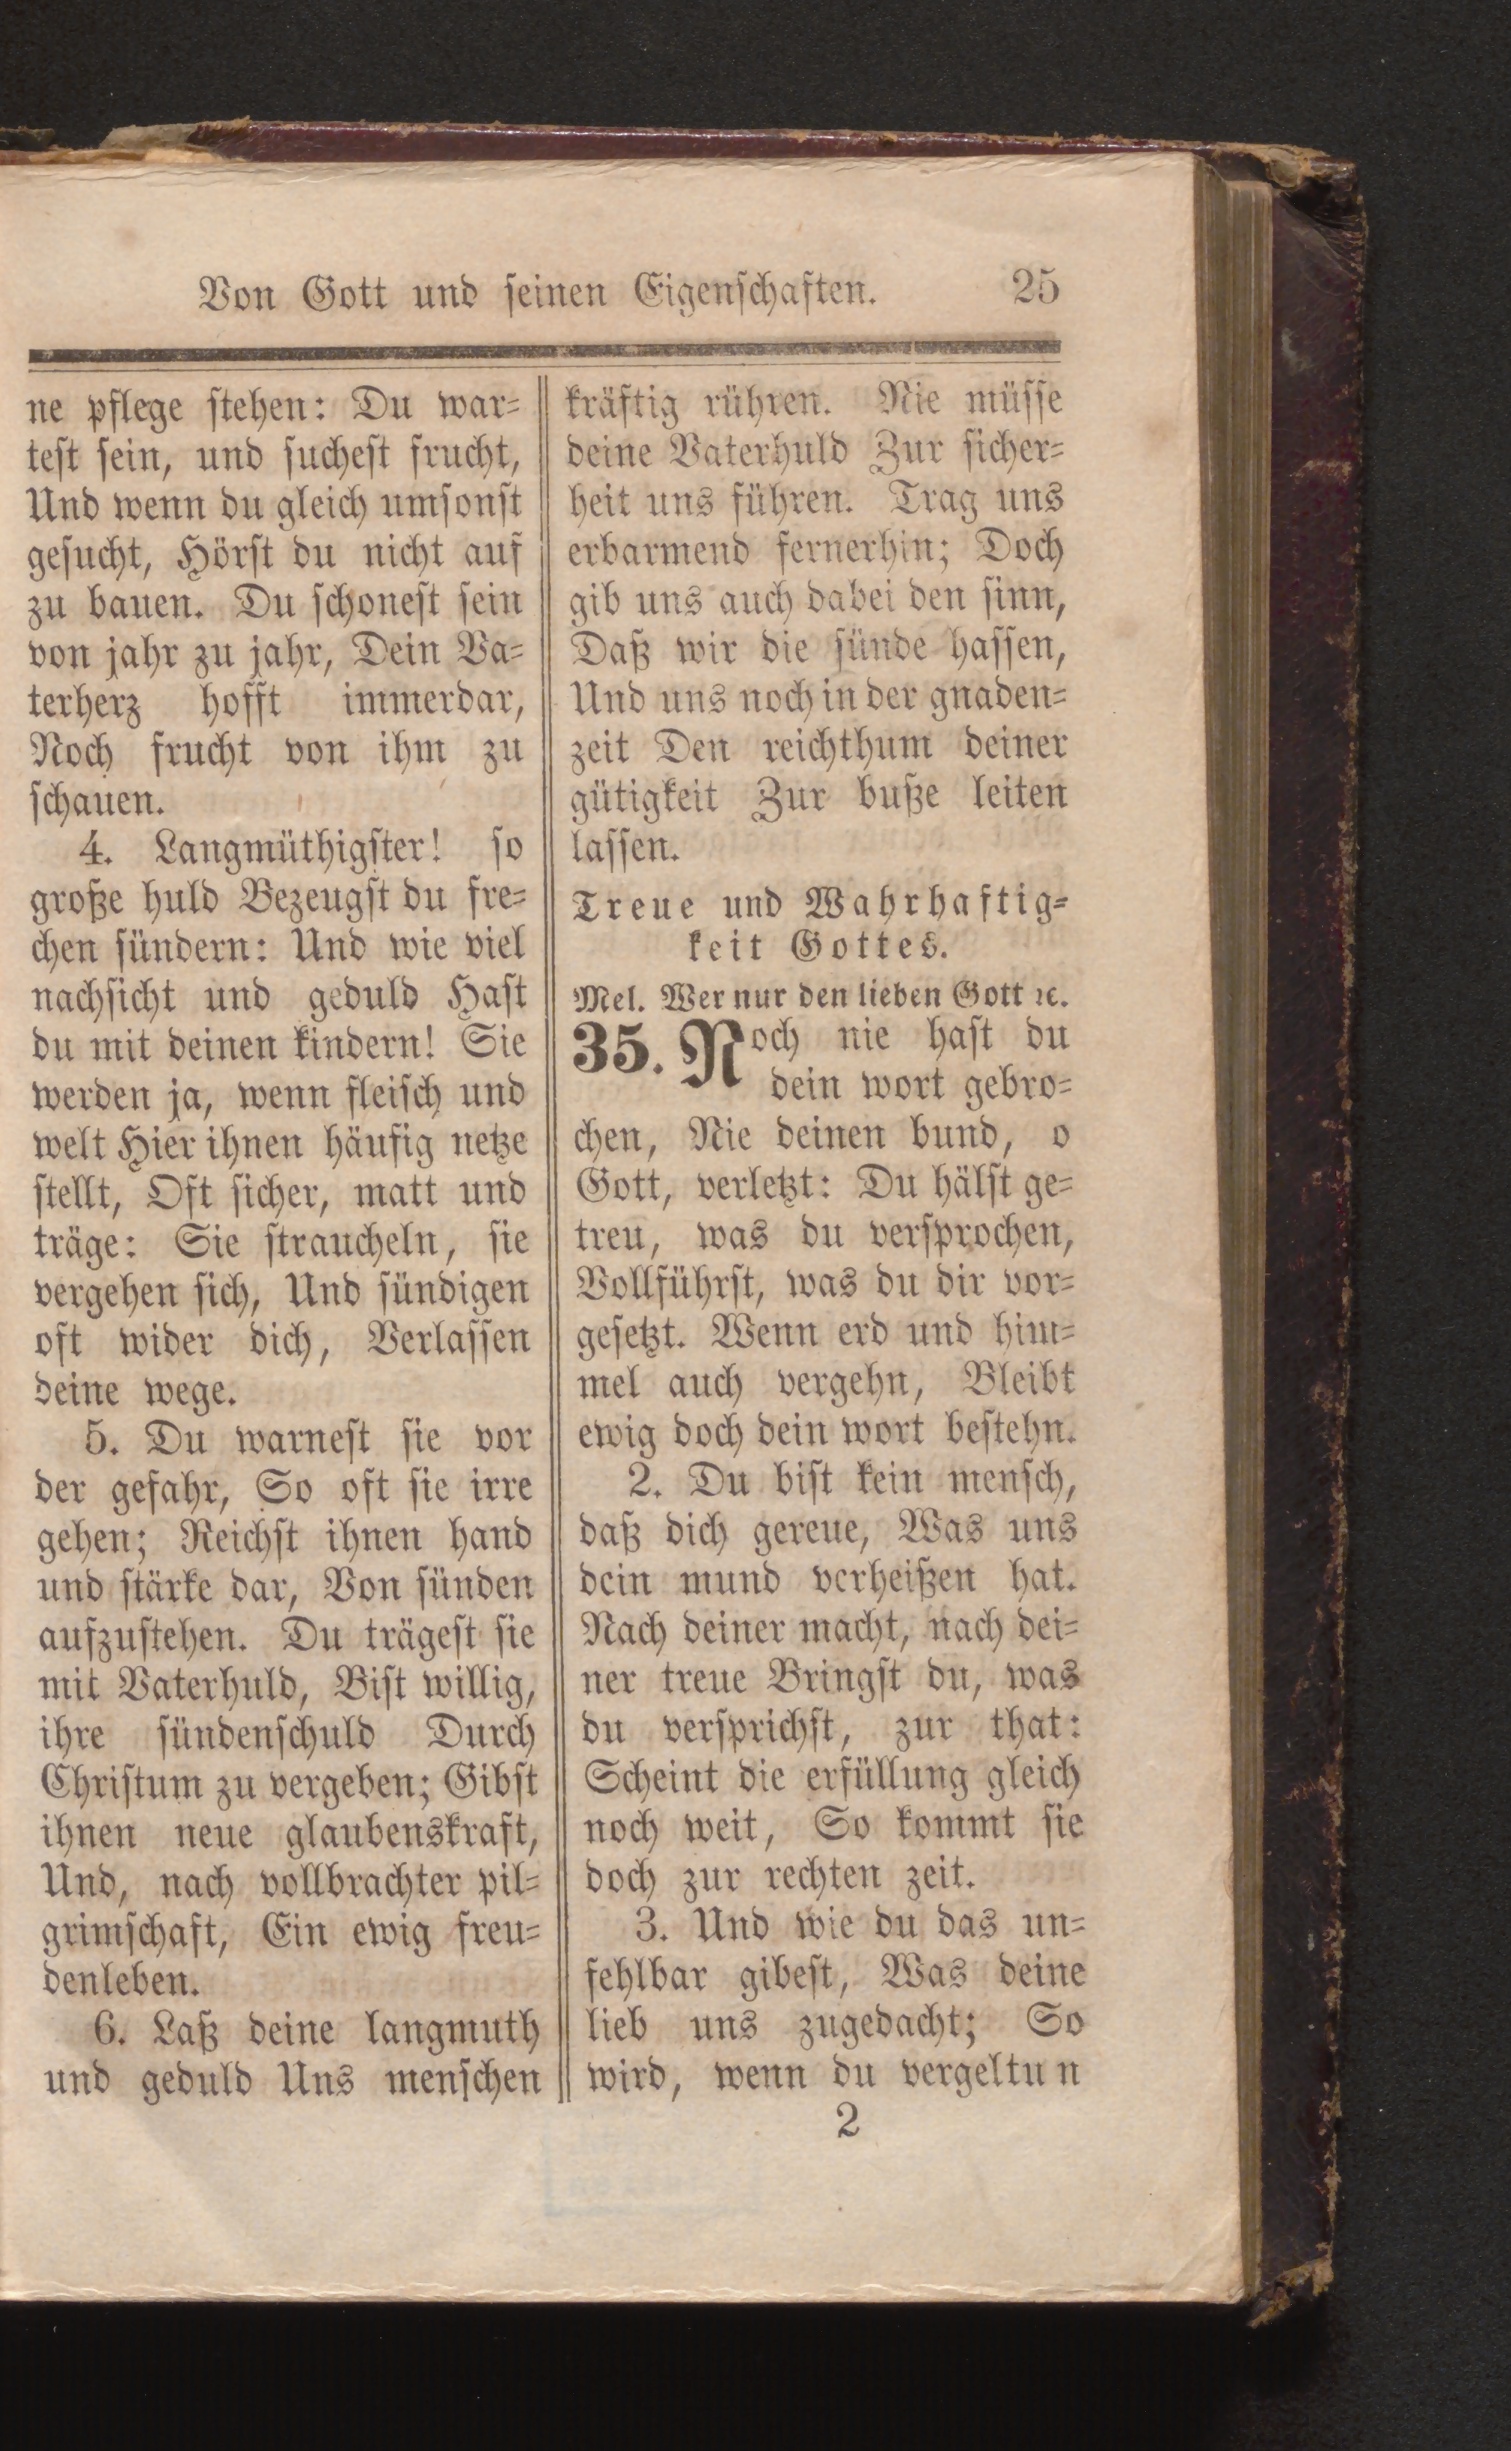 Von Gott und seinen Eigenschaften. 25
ne pflege stehen: Du war=
test sein, und suchest frucht,
Und wenn du gleich umsonst
gesucht, Hörst du nicht auf
zu bauen. Du schonest sein
von jahr zu jahr, Dein Va=
terherz hofft immerdar,
Noch frucht von ihm zu
schauen.
4. Langmüthigster! so
große huld Bezeugst du fre=
chen sündern: Und wie viel
nachsicht und geduld Hast
du mit deinen kindern! Sie
werden ja, wenn fleisch und
welt Hier ihnen häufig netze
stellt, Oft sicher, matt und
träge: Sie straucheln, sie
vergehen sich, Und sündigen
oft wider dich, Verlassen
deine wege.
5. Du warnest sie vor
der gefahr, So oft sie irre
gehen; Reichst ihnen hand
und stärke dar, Von sünden
aufzustehen. Du trägest sie
mit Vaterhuld, Bist willig,
ihre sündenschuld Durch
Christum zu vergeben; Gibst
ihnen neue glaubenskraft,
Und, nach vollbrachter pil=
grimschaft, Ein ewig freu=
denleben.
6. Laß deine langmuth
und geduld Uns menschen
kräftig rühren. Nie müsse
deine Vaterhuld Zur sicher=
heit uns führen. Trag uns
erbarmend fernerhin; Doch
gib uns auch dabei den sinn,
Daß wir die sünde hassen,
Und uns noch in der gnaden=
zeit Den reichthum deiner
gütigkeit Zur buße leiten
lassen.
Treue und Wahrhaftig=
keit Gottes.
Mel. Wer nur den lieben Gott ꝛc.
35. Noch nie hast du
dein wort gebro=
chen, Nie deinen bund, o
Gott, verletzt: Du hälst ge=
treu, was du versprochen,
Vollführst, was du dir vor=
gesetzt. Wenn erd und him=
mel auch vergehn, Bleibt
ewig doch dein wort bestehn.
2. Du bist kein mensch,
daß dich gereue, Was uns
dein mund verheißen hat.
Nach deiner macht, nach dei=
ner treue Bringst du, was
du versprichst, zur that:
Scheint die erfüllung gleich
noch weit, So kommt sie
doch zur rechten zeit.
3. Und wie du das un=
fehlbar gibest, Was deine
lieb uns zugedacht; So
wird, wenn du vergeltu n
2